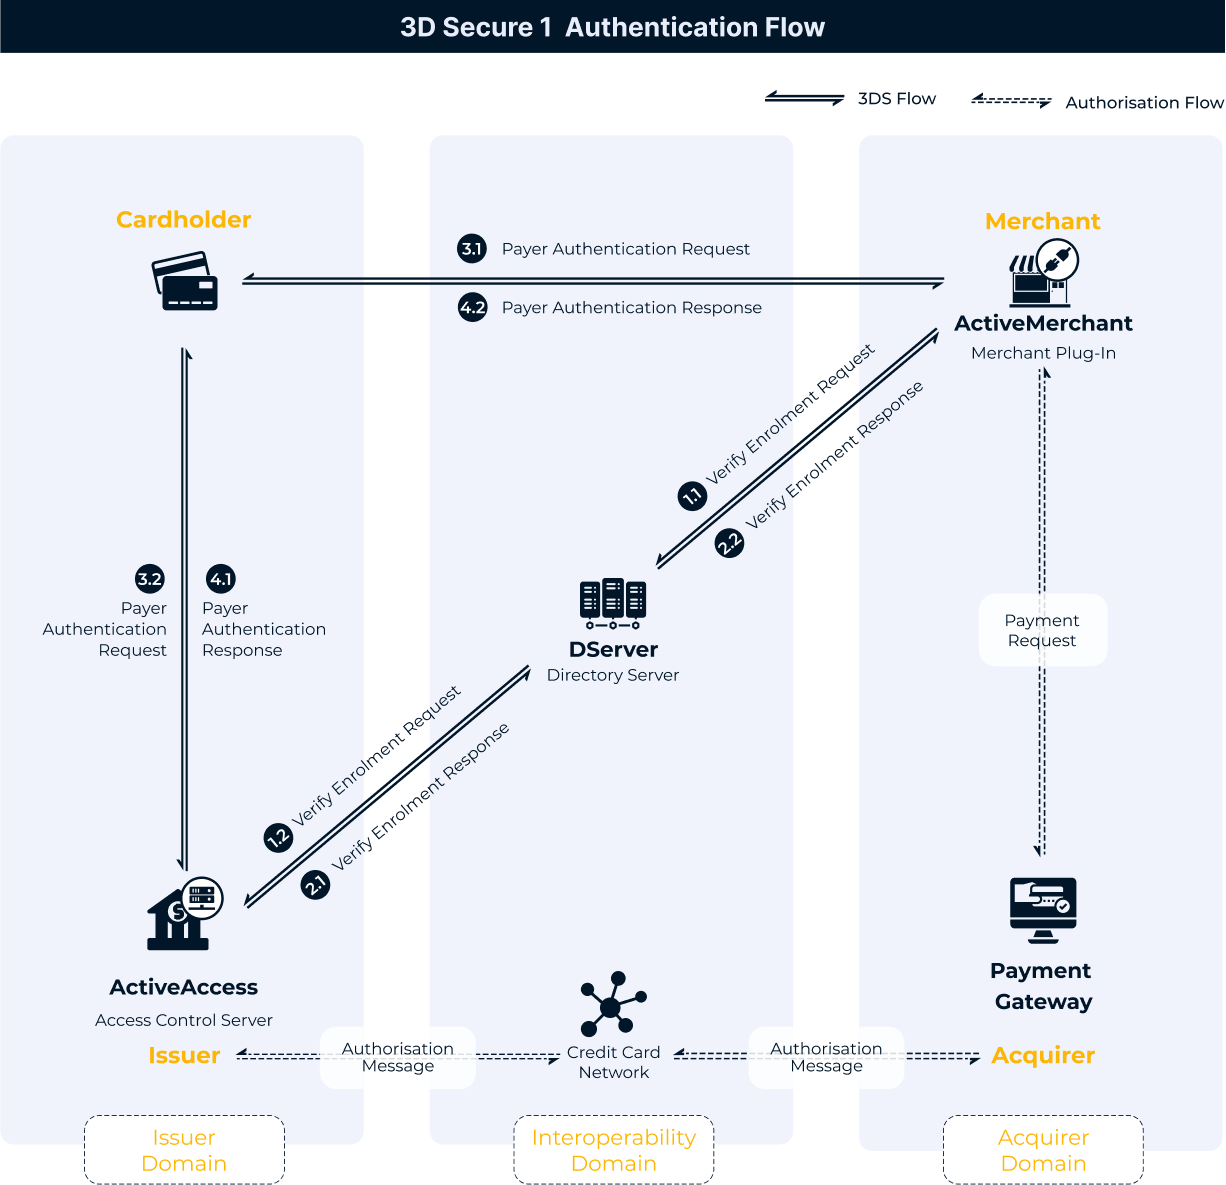 3D Secure 1 Authentication Flow
3DS Flow
Authorisation Flow
Cardholder
Merchant
3.1 Payer Authentication Request
4.2 Payer Authentication Response
ActiveMerchant
Merchant Plug-In
1.1 Verify Enrolment Request
2.2 Verify Enrolment Response
3.2
Payer
Authentication
Request
4.1
Payer
Authentication
Response
Payment
Request
DServer
Directory Server
1.2 Verify Enrolment Request
2.1 Verify Enrolment Response
$
ActiveAccess
Access Control Server
Issuer
Payment
Gateway
Authorisation
Message
Credit Card
Network
Authorisation
Message
Acquirer
Issuer
Domain
Interoperability
Domain
Acquirer
Domain